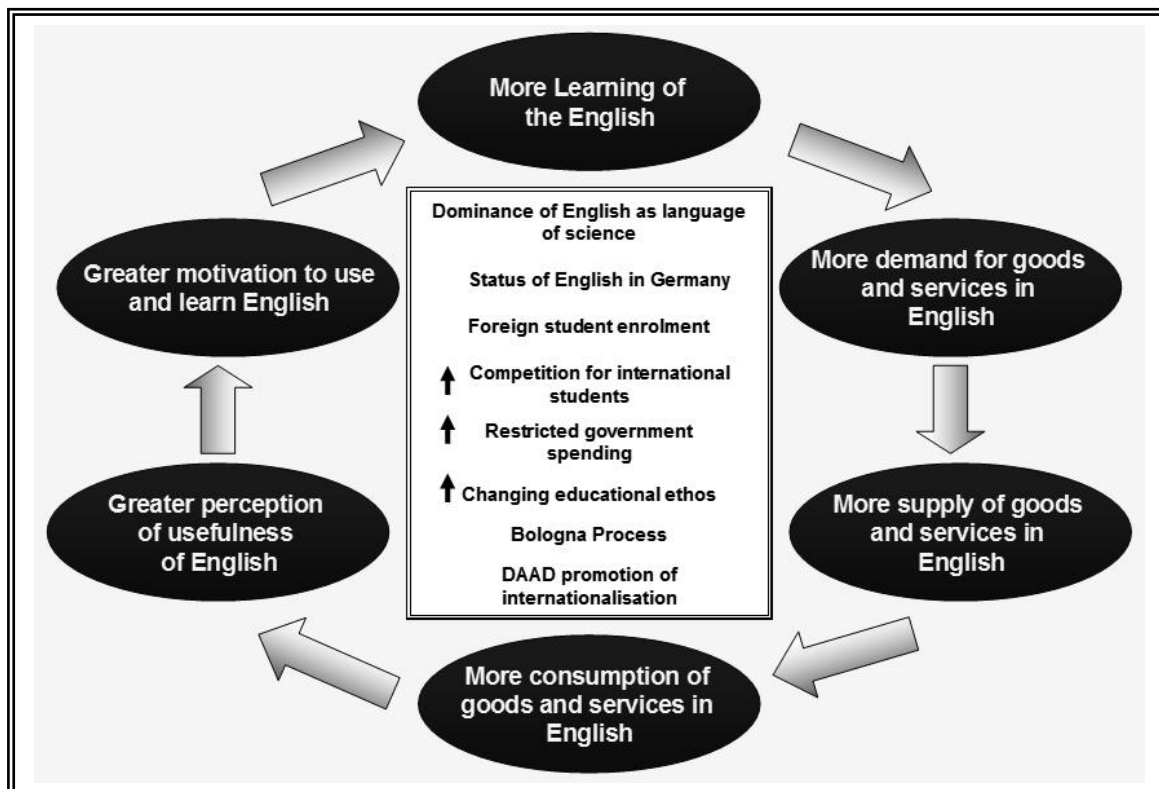 More Learning of
the English
More demand for goods
and services in
English
More supply of goods
and services in
English
More consumption of
goods and services in
English
Greater perception
of usefulness
of English
Greater motivation to use
and learn English
Dominance of English as language
of science
Status of English in Germany
Foreign student enrolment
Competition for international
students
Restricted government
spending
Changing educational ethos
Bologna Process
DAAD promotion of
internationalisation